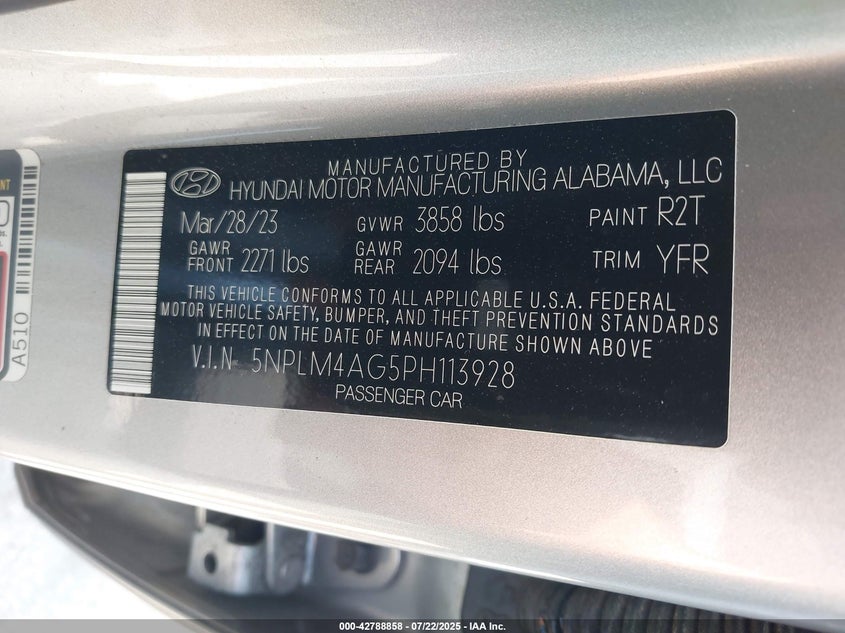 MANUFACTURED BY
HYUNDAI MOTOR MANUFACTURING ALABAMA, LLC
Mar/28/23 GVWR 3858 lbs PAINT R2T
GAWR FRONT 2271 lbs GAWR REAR 2094 lbs TRIM YFR
THIS VEHICLE CONFORMS TO ALL APPLICABLE U.S.A. FEDERAL
MOTOR VEHICLE SAFETY, BUMPER, AND THEFT PREVENTION STANDARDS
IN EFFECT ON THE DATE OF MANUFACTURE SHOWN ABOVE
V.I.N 5NPLM4AG5PH113928
PASSENGER CAR
A510
000-42788858 - 07/22/2025 - IAA Inc.